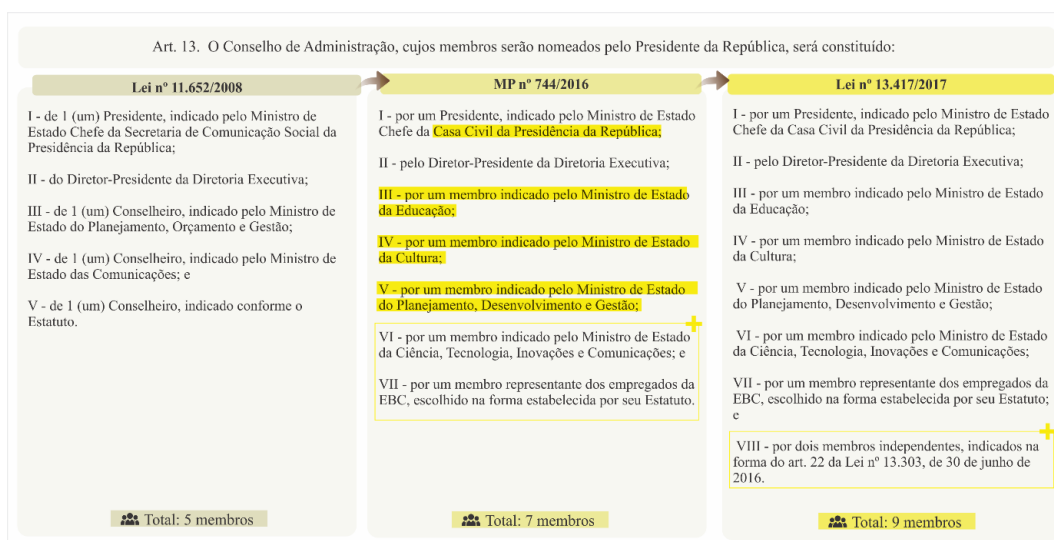 Art. 13. O Conselho de Administração, cujos membros serão nomeados pelo Presidente da República, será constituído:
Lei nº 11.652/2008
I - de 1 (um) Presidente, indicado pelo Ministro de
Estado Chefe da Secretaria de Comunicação Social da
Presidência da República;
II - do Diretor-Presidente da Diretoria Executiva;
III - de 1 (um) Conselheiro, indicado pelo Ministro de
Estado do Planejamento, Orçamento e Gestão;
IV - de 1 (um) Conselheiro, indicado pelo Ministro de
Estado das Comunicações; e
V - de 1 (um) Conselheiro, indicado conforme o
Estatuto.
Total: 5 membros
MP nº 744/2016
I - por um Presidente, indicado pelo Ministro de Estado
Chefe da Casa Civil da Presidência da República;
II - pelo Diretor-Presidente da Diretoria Executiva;
III - por um membro indicado pelo Ministro de Estado
da Educação;
IV - por um membro indicado pelo Ministro de Estado
da Cultura;
V - por um membro indicado pelo Ministro de Estado
do Planejamento, Desenvolvimento e Gestão;
VI - por um membro indicado pelo Ministro de Estado
da Ciência, Tecnologia, Inovações e Comunicações; e
VII - por um membro representante dos empregados da
EBC, escolhido na forma estabelecida por seu Estatuto.
Total: 7 membros
Lei nº 13.417/2017
I - por um Presidente, indicado pelo Ministro de Estado
Chefe da Casa Civil da Presidência da República;
II - pelo Diretor-Presidente da Diretoria Executiva;
III - por um membro indicado pelo Ministro de Estado
da Educação;
IV - por um membro indicado pelo Ministro de Estado
da Cultura;
V - por um membro indicado pelo Ministro de Estado
do Planejamento, Desenvolvimento e Gestão;
VI - por um membro indicado pelo Ministro de Estado
da Ciência, Tecnologia, Inovações e Comunicações;
VII - por um membro representante dos empregados da
EBC, escolhido na forma estabelecida por seu Estatuto;
e
VIII - por dois membros independentes, indicados na
forma do art. 22 da Lei nº 13.303, de 30 de junho de
2016.
Total: 9 membros